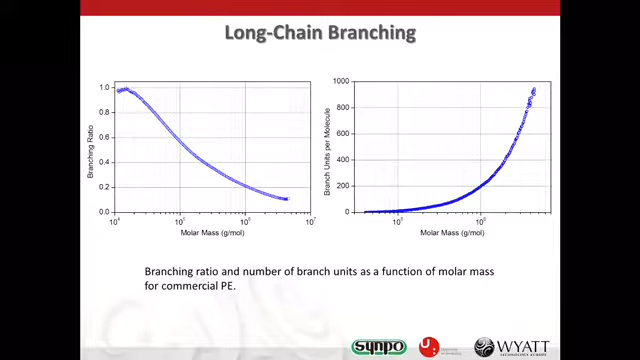 Long-Chain Branching
1.0
0.8
0.6
0.4
0.2
0.0
Branching Ratio
10⁴
10⁵
10⁶
10⁷
Molar Mass (g/mol)
1000
800
600
400
200
0
Branch Units per Molecule
10⁵
10⁶
Molar Mass (g/mol)
Branching ratio and number of branch units as a function of molar mass
for commercial PE.
synpo
WYATT